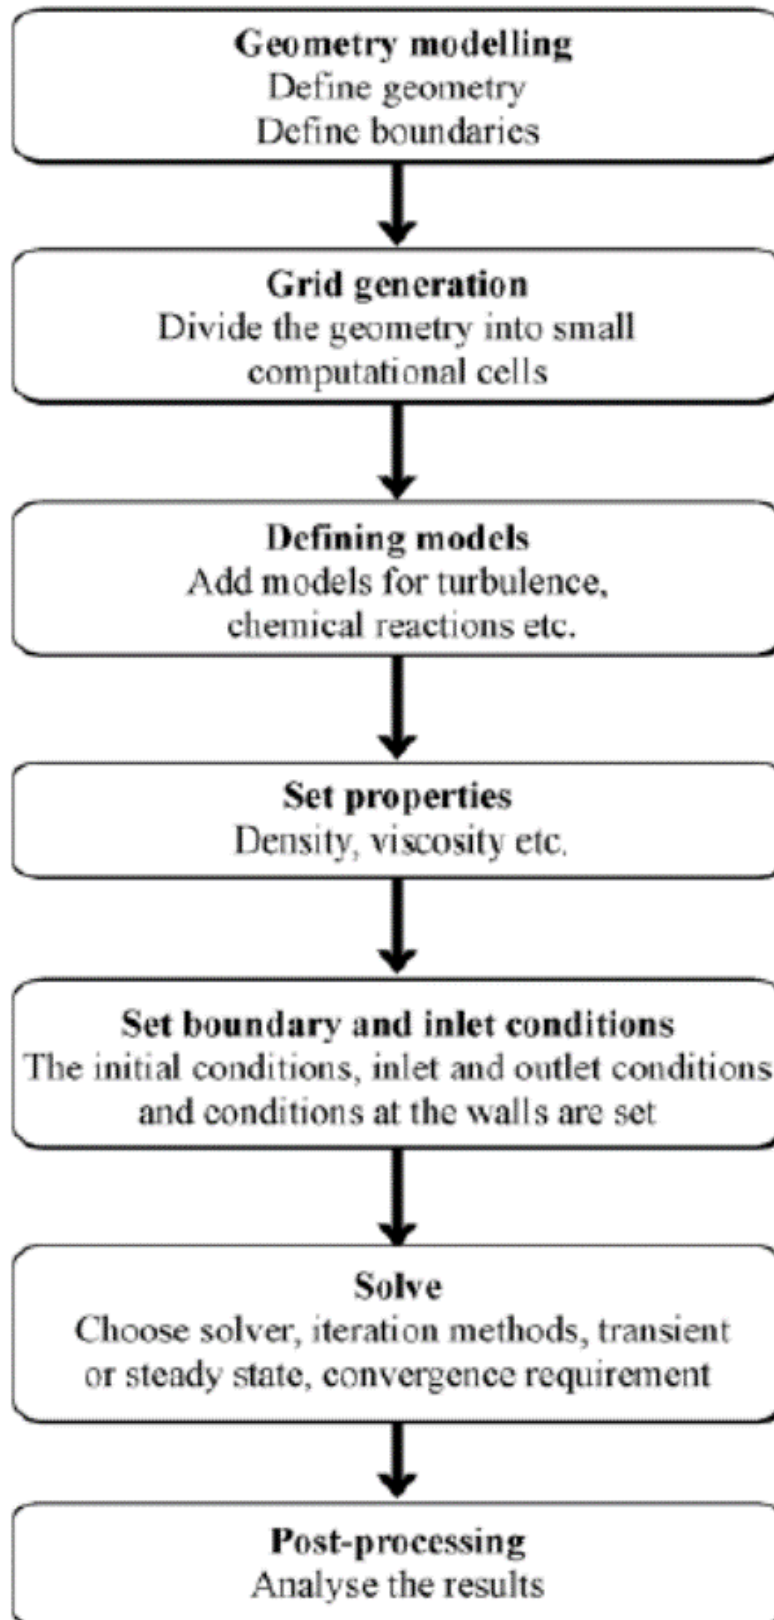 Geometry modelling
Define geometry
Define boundaries
Grid generation
Divide the geometry into small
computational cells
Defining models
Add models for turbulence,
chemical reactions etc.
Set properties
Density, viscosity etc.
Set boundary and inlet conditions
The initial conditions, inlet and outlet conditions
and conditions at the walls are set
Solve
Choose solver, iteration methods, transient
or steady state, convergence requirement
Post-processing
Analyse the results